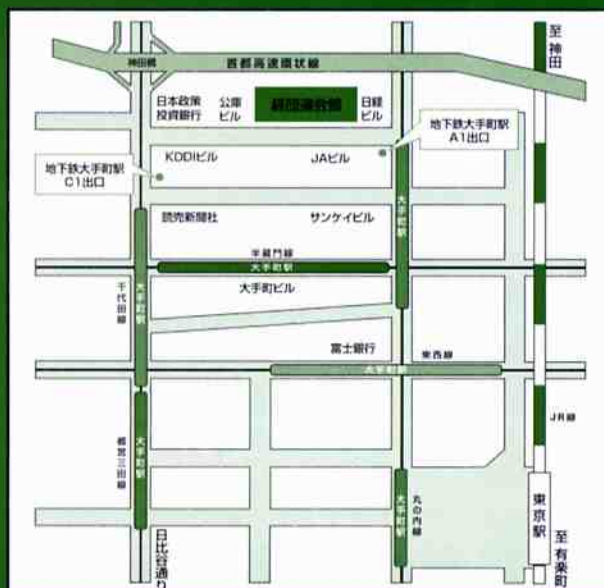 至神田
神田橋
首都高速環状線
日本政策
投資銀行
公庫
ビル
経団連会館
日経
ビル
地下鉄大手町駅
A1出口
KDDIビル
JAビル
地下鉄大手町駅
C1出口
大手町駅
読売新聞社
サンケイビル
半蔵門線
大手町駅
大手町ビル
千代田線
大手町駅
富士銀行
東西線
大手町駅
JR線
都営三田線
大手町駅
大手町駅
丸の内線
東京駅
日比谷通り
至有楽町